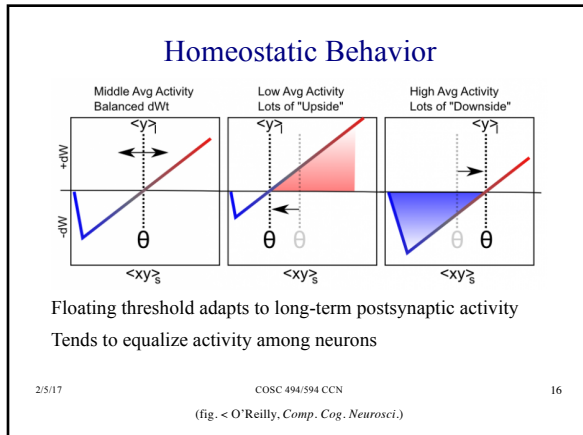 Homeostatic Behavior
Middle Avg Activity
Balanced dWt
Low Avg Activity
Lots of "Upside"
High Avg Activity
Lots of "Downside"
<y>l
<y>l
<y>l
+dW
-dW
θ
θ θ
θ θ
<xy>s
<xy>s
<xy>s
Floating threshold adapts to long-term postsynaptic activity
Tends to equalize activity among neurons
2/5/17
COSC 494/594 CCN
16
(fig. < O'Reilly, Comp. Cog. Neurosci.)